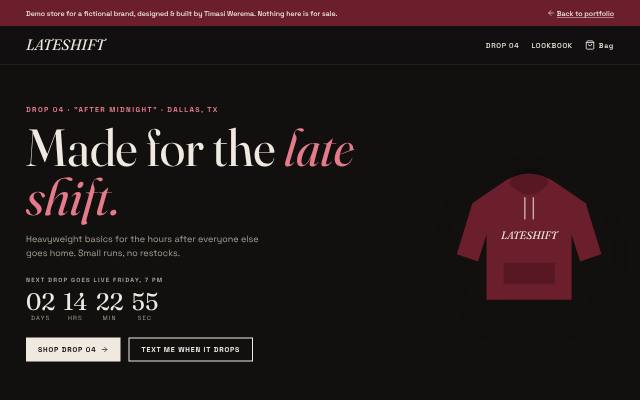 Demo store for a fictional brand, designed & built by Timasi Werema. Nothing here is for sale.
← Back to portfolio
LATESHIFT
DROP 04 LOOKBOOK Bag
DROP 04 · "AFTER MIDNIGHT" · DALLAS, TX
Made for the late
shift.
Heavyweight basics for the hours after everyone else
goes home. Small runs, no restocks.
NEXT DROP GOES LIVE FRIDAY, 7 PM
02 14 22 55
DAYS HRS MIN SEC
SHOP DROP 04 →
TEXT ME WHEN IT DROPS
LATESHIFT